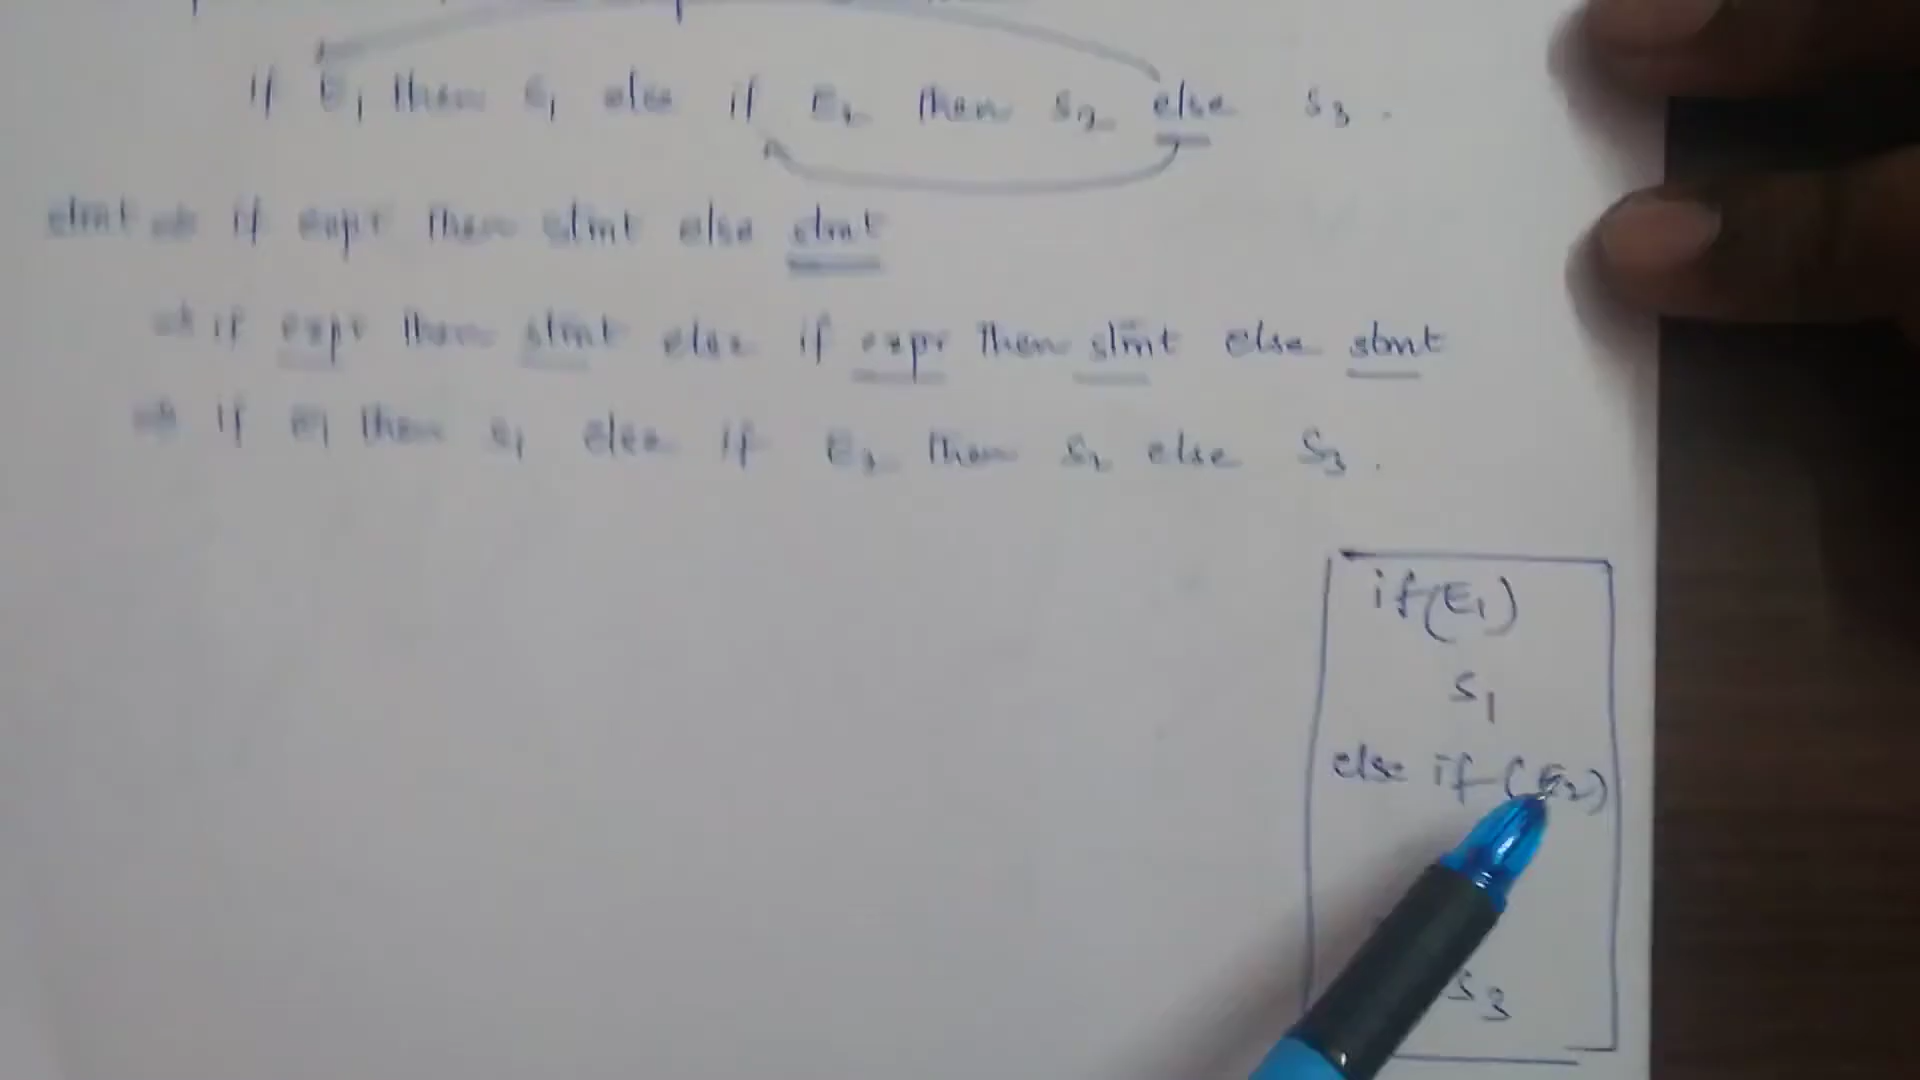 if E1 then S1 else if E2 then S2 else S3.
stmt ⇒ if expr then stmt else stmt
⇒ if expr then stmt else if expr then stmt else stmt
⇒ if E1 then S1 else if E2 then S2 else S3.
if(E1)
S1
else if (E2)
S3